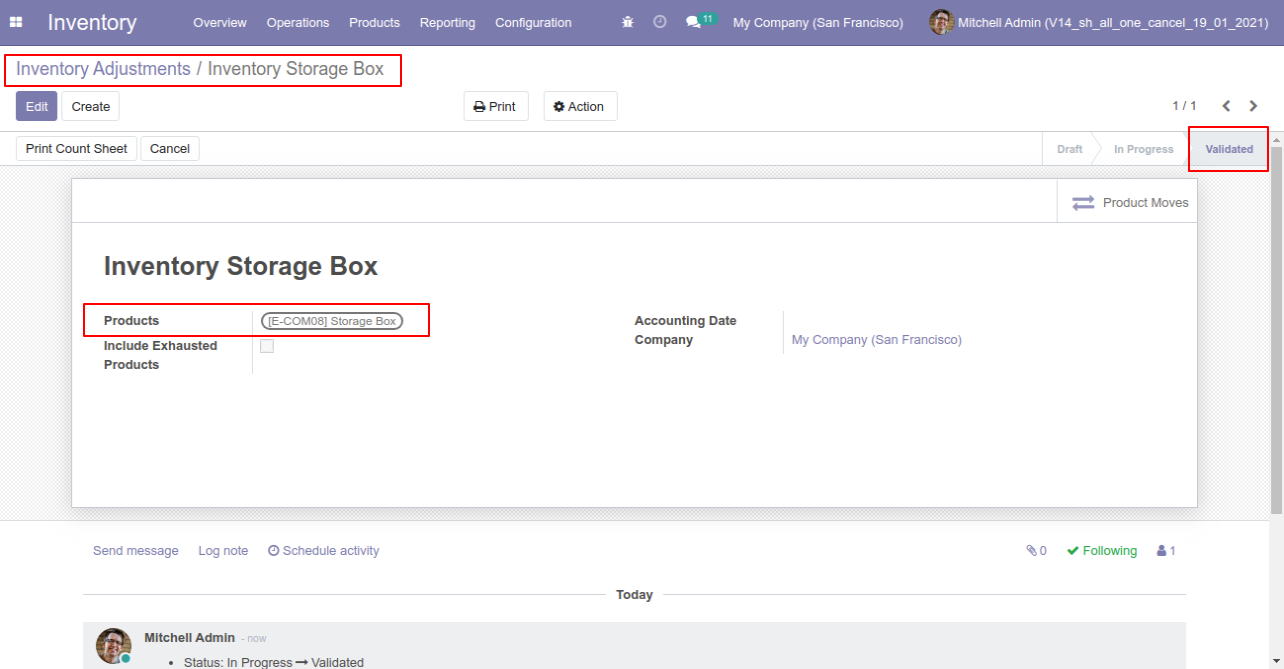 Inventory Overview Operations Products Reporting Configuration 11 My Company (San Francisco) Mitchell Admin (V14_sh_all_one_cancel_19_01_2021)
Inventory Adjustments / Inventory Storage Box
Edit Create Print Action 1 / 1
Print Count Sheet Cancel Draft In Progress Validated
Product Moves
Inventory Storage Box
Products [E-COM08] Storage Box Accounting Date
Company My Company (San Francisco)
Include Exhausted
Products
Send message Log note Schedule activity 0 Following 1
Today
Mitchell Admin - now
• Status: In Progress → Validated